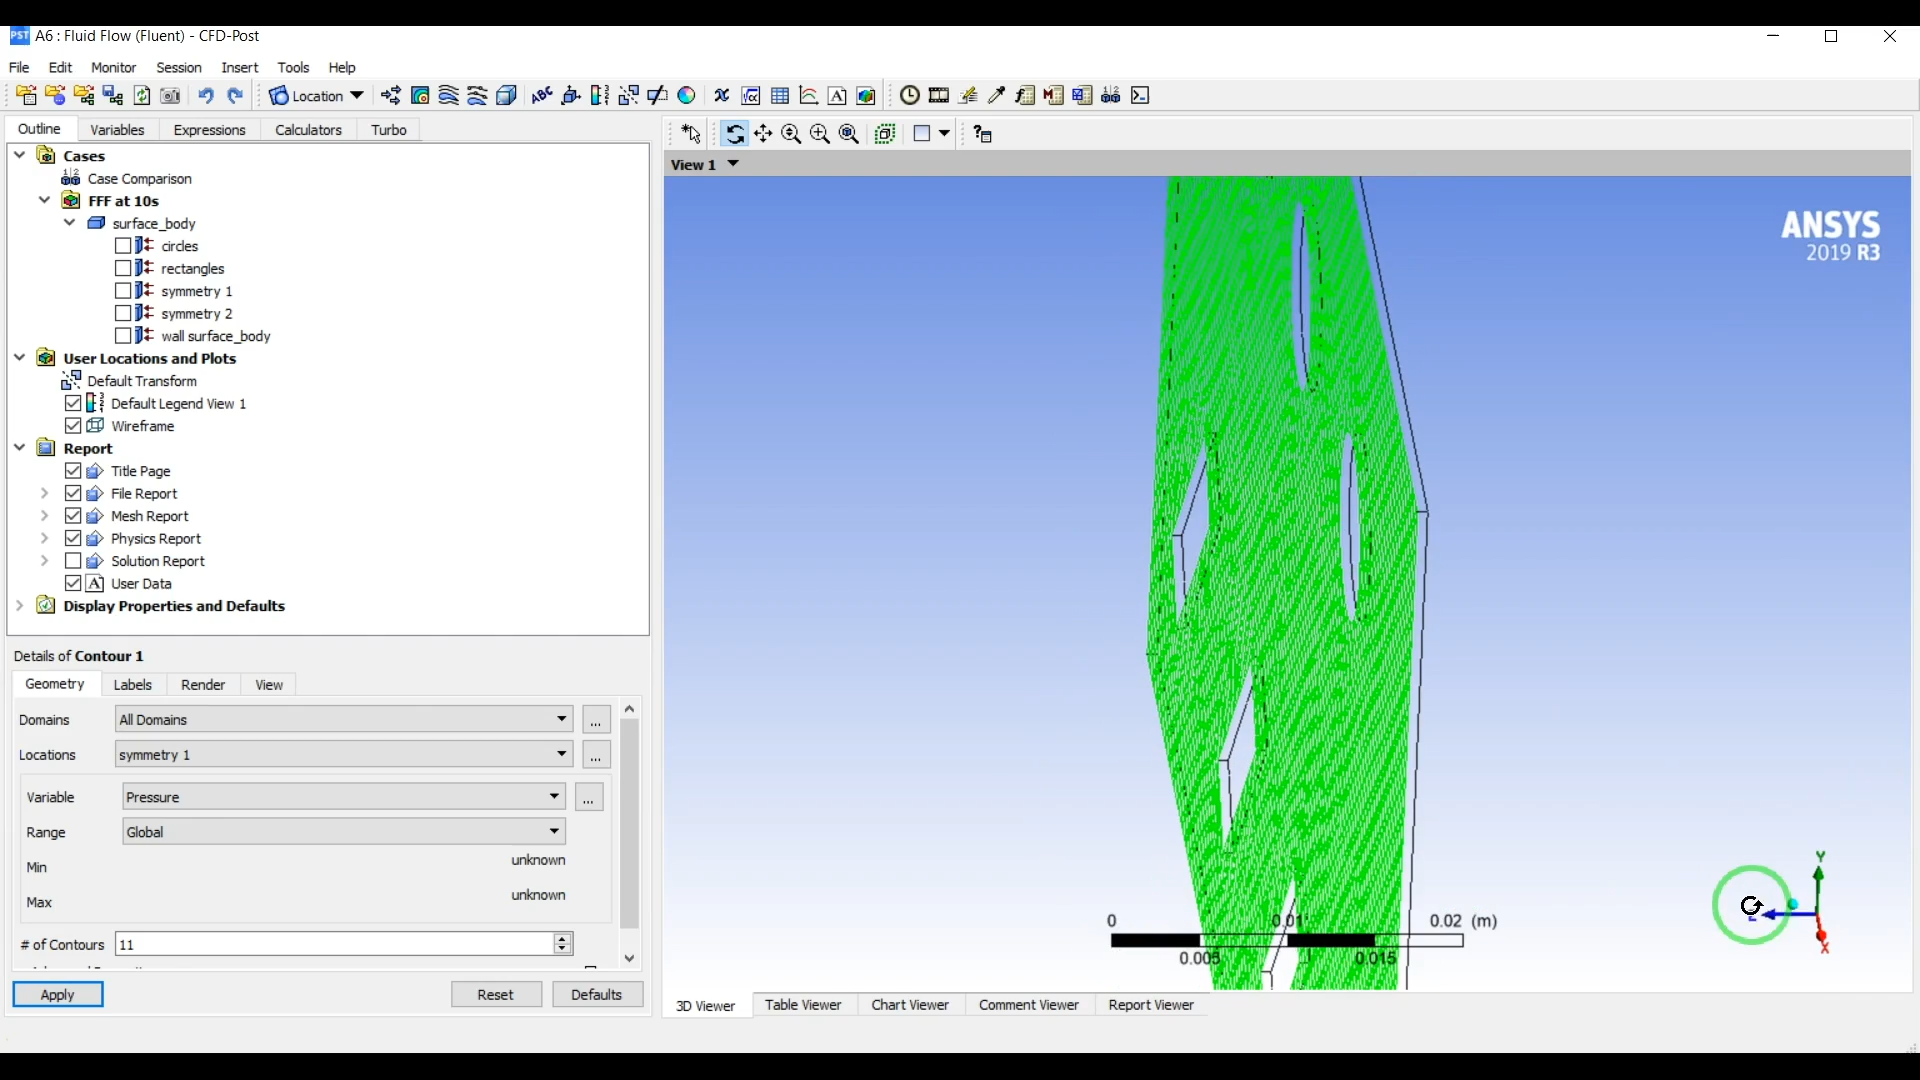 PST A6 : Fluid Flow (Fluent) - CFD-Post
File Edit Monitor Session Insert Tools Help
Location
Outline Variables Expressions Calculators Turbo
Cases
Case Comparison
FFF at 10s
surface_body
circles
rectangles
symmetry 1
symmetry 2
wall surface_body
User Locations and Plots
Default Transform
Default Legend View 1
Wireframe
Report
Title Page
File Report
Mesh Report
Physics Report
Solution Report
User Data
Display Properties and Defaults
Details of Contour 1
Geometry Labels Render View
Domains All Domains ...
Locations symmetry 1 ...
Variable Pressure ...
Range Global
Min unknown
Max unknown
# of Contours 11
Apply Reset Defaults
View 1
ANSYS
2019 R3
0 0.01 0.02 (m)
0.005 0.015
Y
Z
X
3D Viewer Table Viewer Chart Viewer Comment Viewer Report Viewer